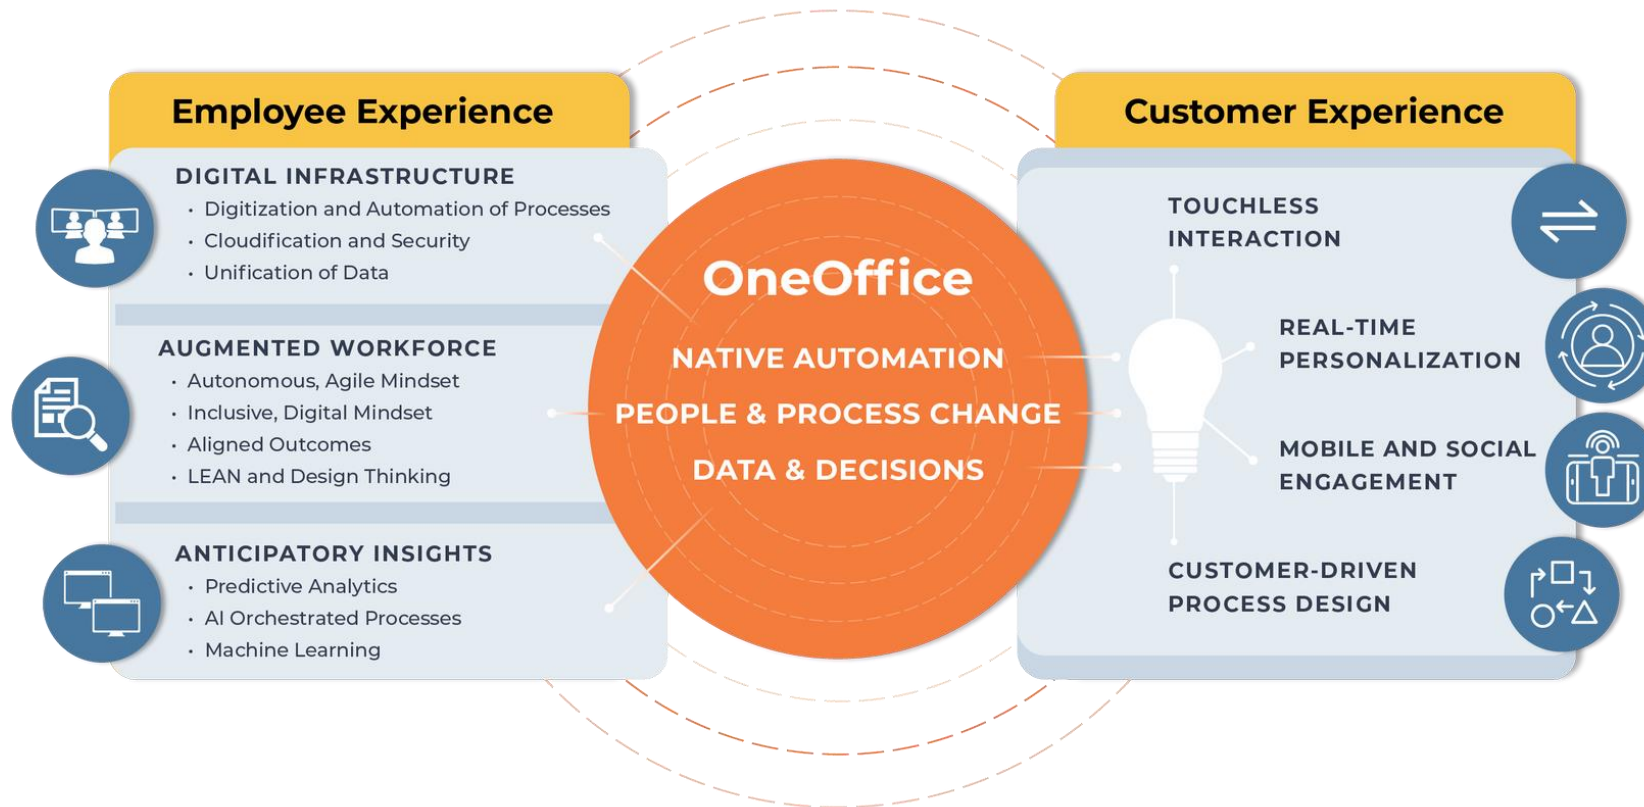 Employee Experience
DIGITAL INFRASTRUCTURE
• Digitization and Automation of Processes
• Cloudification and Security
• Unification of Data
AUGMENTED WORKFORCE
• Autonomous, Agile Mindset
• Inclusive, Digital Mindset
• Aligned Outcomes
• LEAN and Design Thinking
ANTICIPATORY INSIGHTS
• Predictive Analytics
• AI Orchestrated Processes
• Machine Learning
OneOffice
NATIVE AUTOMATION
PEOPLE & PROCESS CHANGE
DATA & DECISIONS
Customer Experience
TOUCHLESS
INTERACTION
REAL-TIME
PERSONALIZATION
MOBILE AND SOCIAL
ENGAGEMENT
CUSTOMER-DRIVEN
PROCESS DESIGN